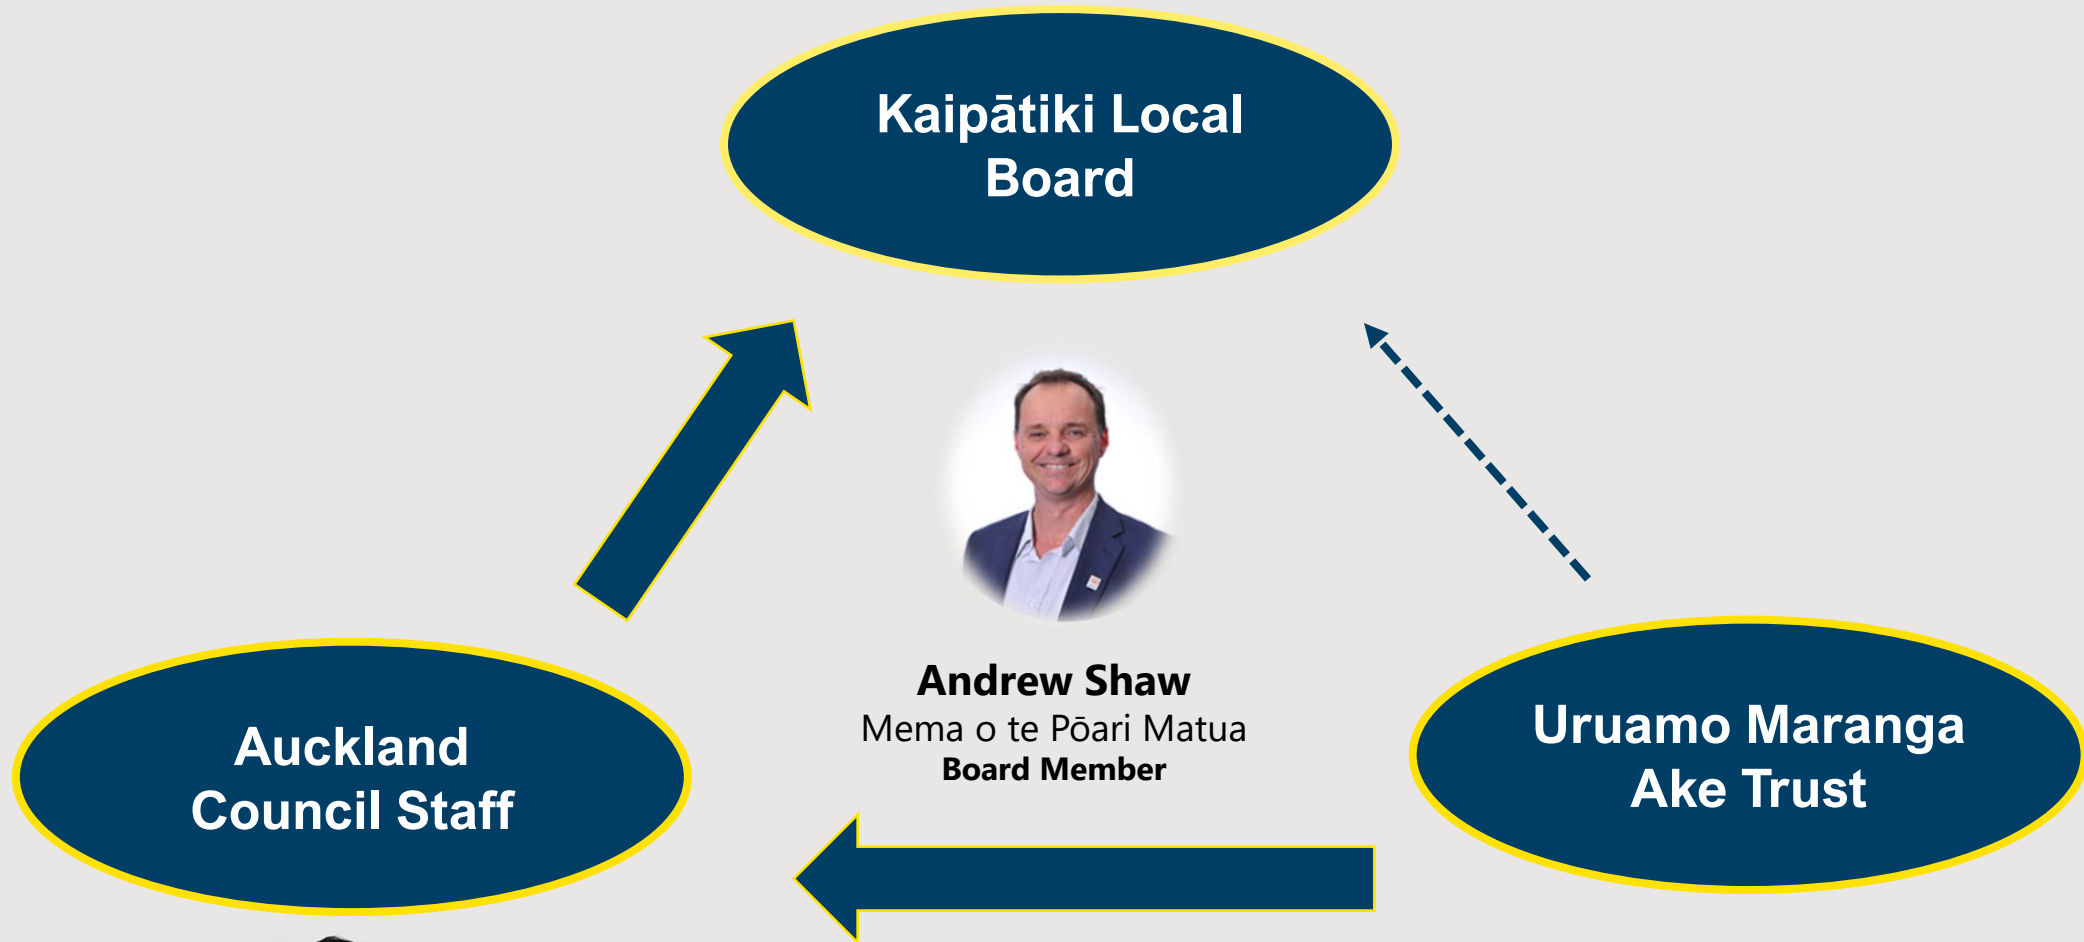 Kaipātiki Local
Board
Andrew Shaw
Mema o te Pōari Matua
Board Member
Auckland
Council Staff
Uruamo Maranga
Ake Trust